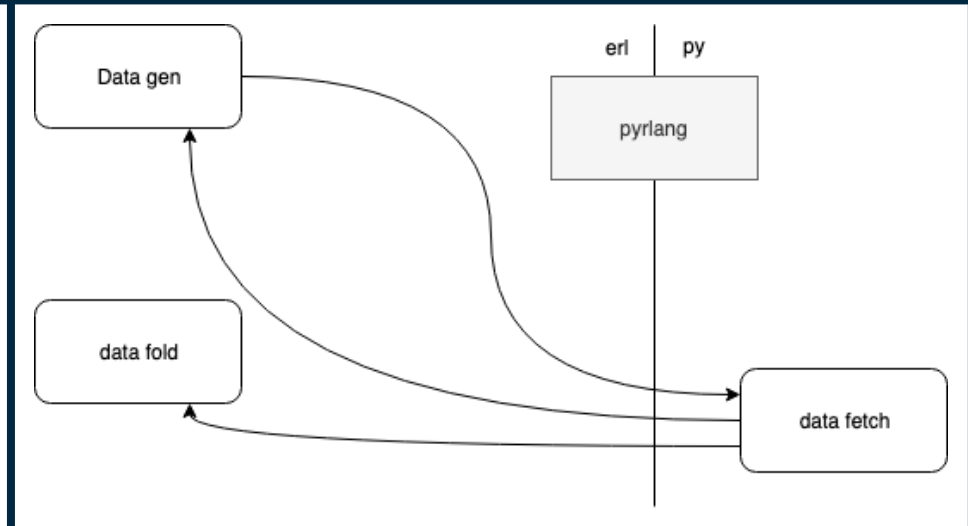 Data gen
erl
py
pyrlang
data fold
data fetch